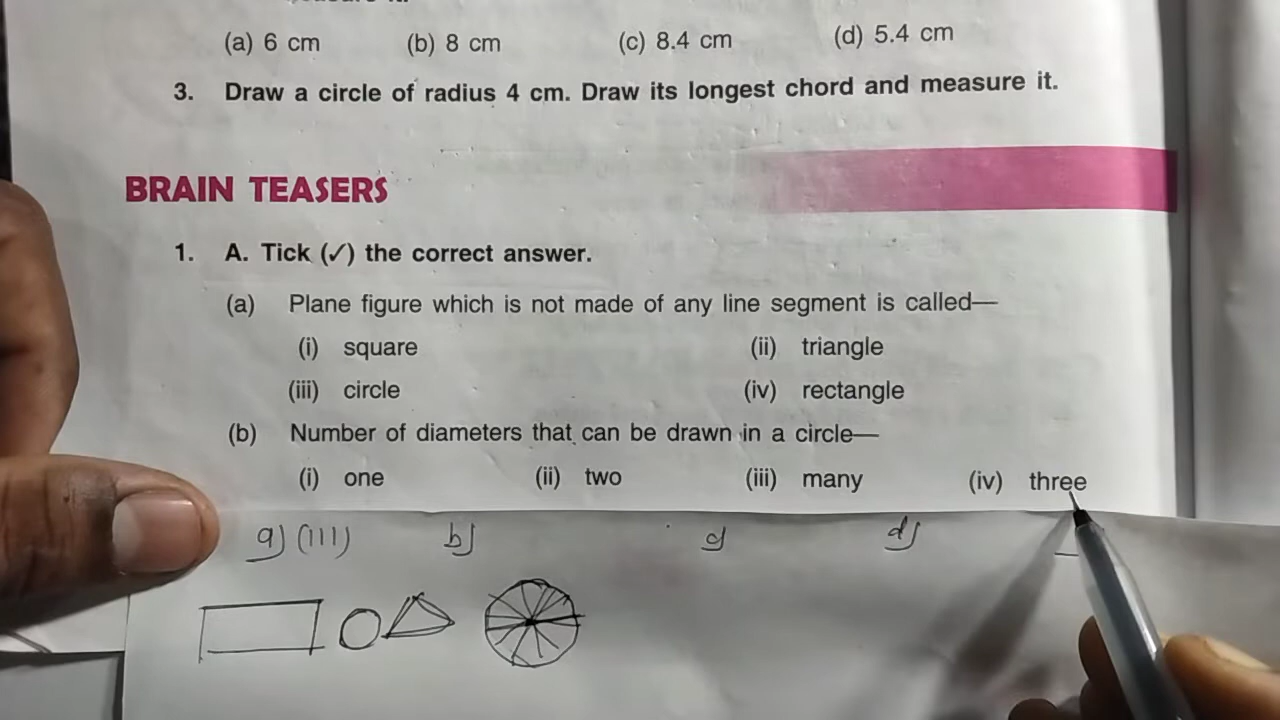 (a) 6 cm (b) 8 cm (c) 8.4 cm (d) 5.4 cm
3. Draw a circle of radius 4 cm. Draw its longest chord and measure it.
BRAIN TEASERS
1. A. Tick (✓) the correct answer.
(a) Plane figure which is not made of any line segment is called—
(i) square (ii) triangle
(iii) circle (iv) rectangle
(b) Number of diameters that can be drawn in a circle—
(i) one (ii) two (iii) many (iv) three
a) (iii) b) c) d)